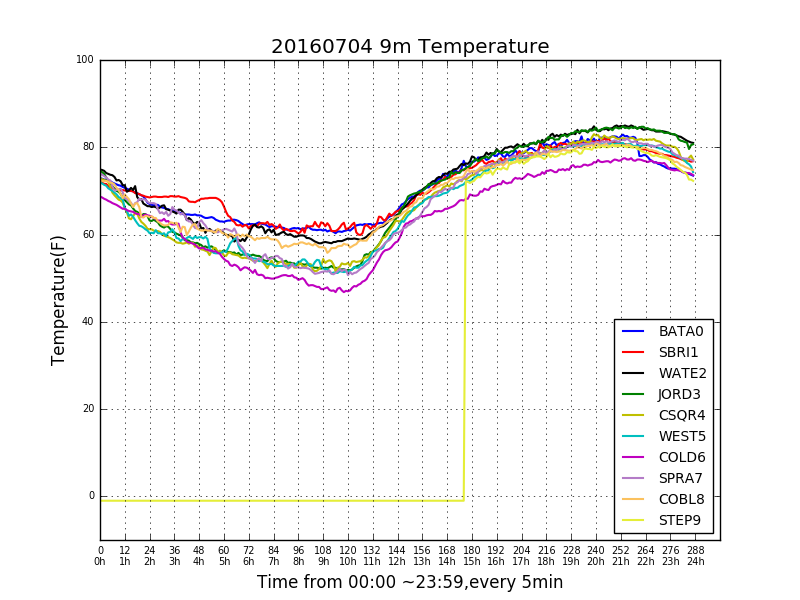 20160704 9m Temperature
Temperature(F)
100
80
60
40
20
0
BATA0
SBRI1
WATE2
JORD3
CSQR4
WEST5
COLD6
SPRA7
COBL8
STEP9
0 12 24 36 48 60 72 84 96 108 120 132 144 156 168 180 192 204 216 228 240 252 264 276 288
0h 1h 2h 3h 4h 5h 6h 7h 8h 9h 10h 11h 12h 13h 14h 15h 16h 17h 18h 19h 20h 21h 22h 23h 24h
Time from 00:00 ~23:59,every 5min